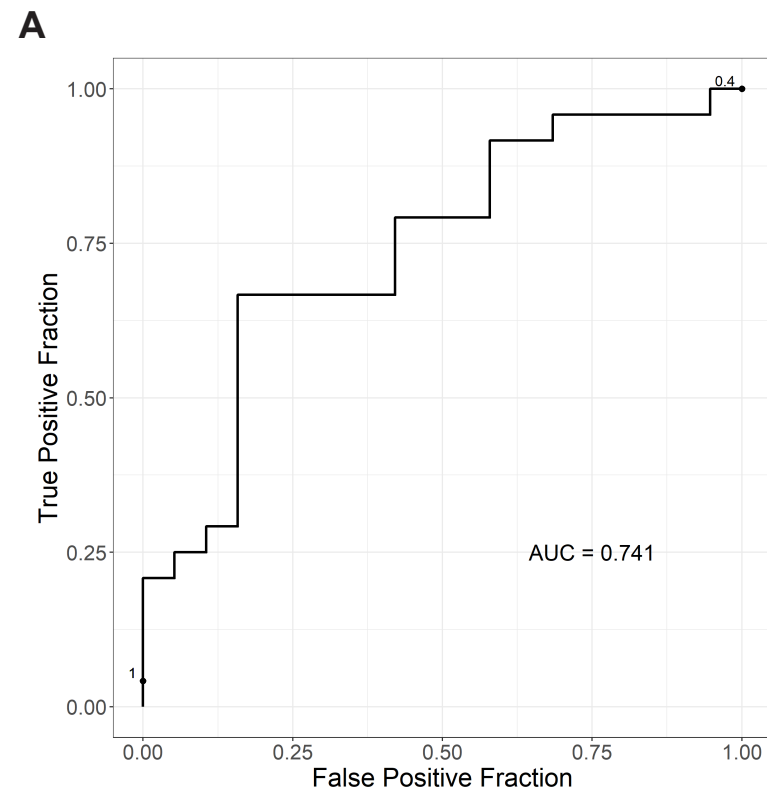 A
1.00
0.75
0.50
0.25
0.00
True Positive Fraction
0.4
AUC = 0.741
1
0.00 0.25 0.50 0.75 1.00
False Positive Fraction